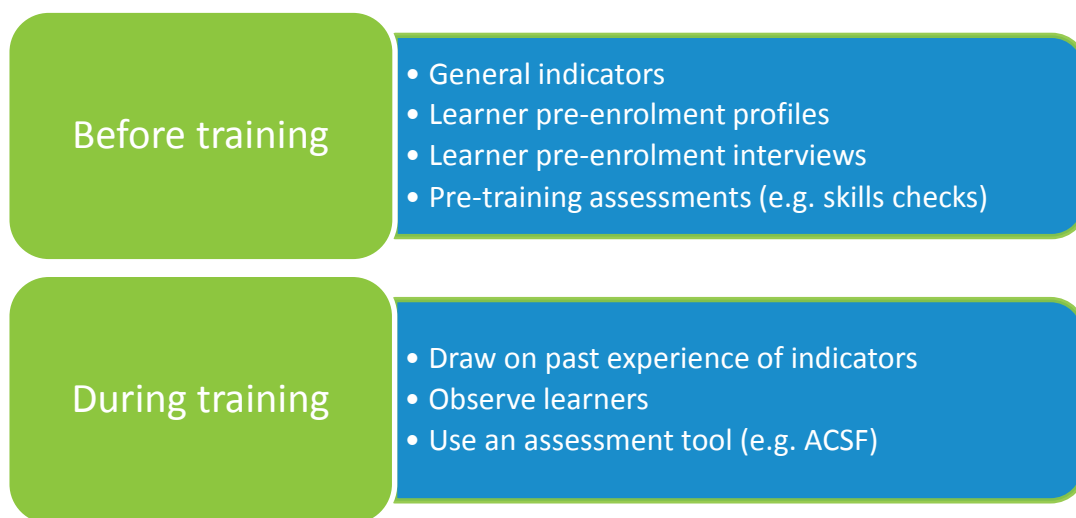 Before training
• General indicators
• Learner pre-enrolment profiles
• Learner pre-enrolment interviews
• Pre-training assessments (e.g. skills checks)
During training
• Draw on past experience of indicators
• Observe learners
• Use an assessment tool (e.g. ACSF)